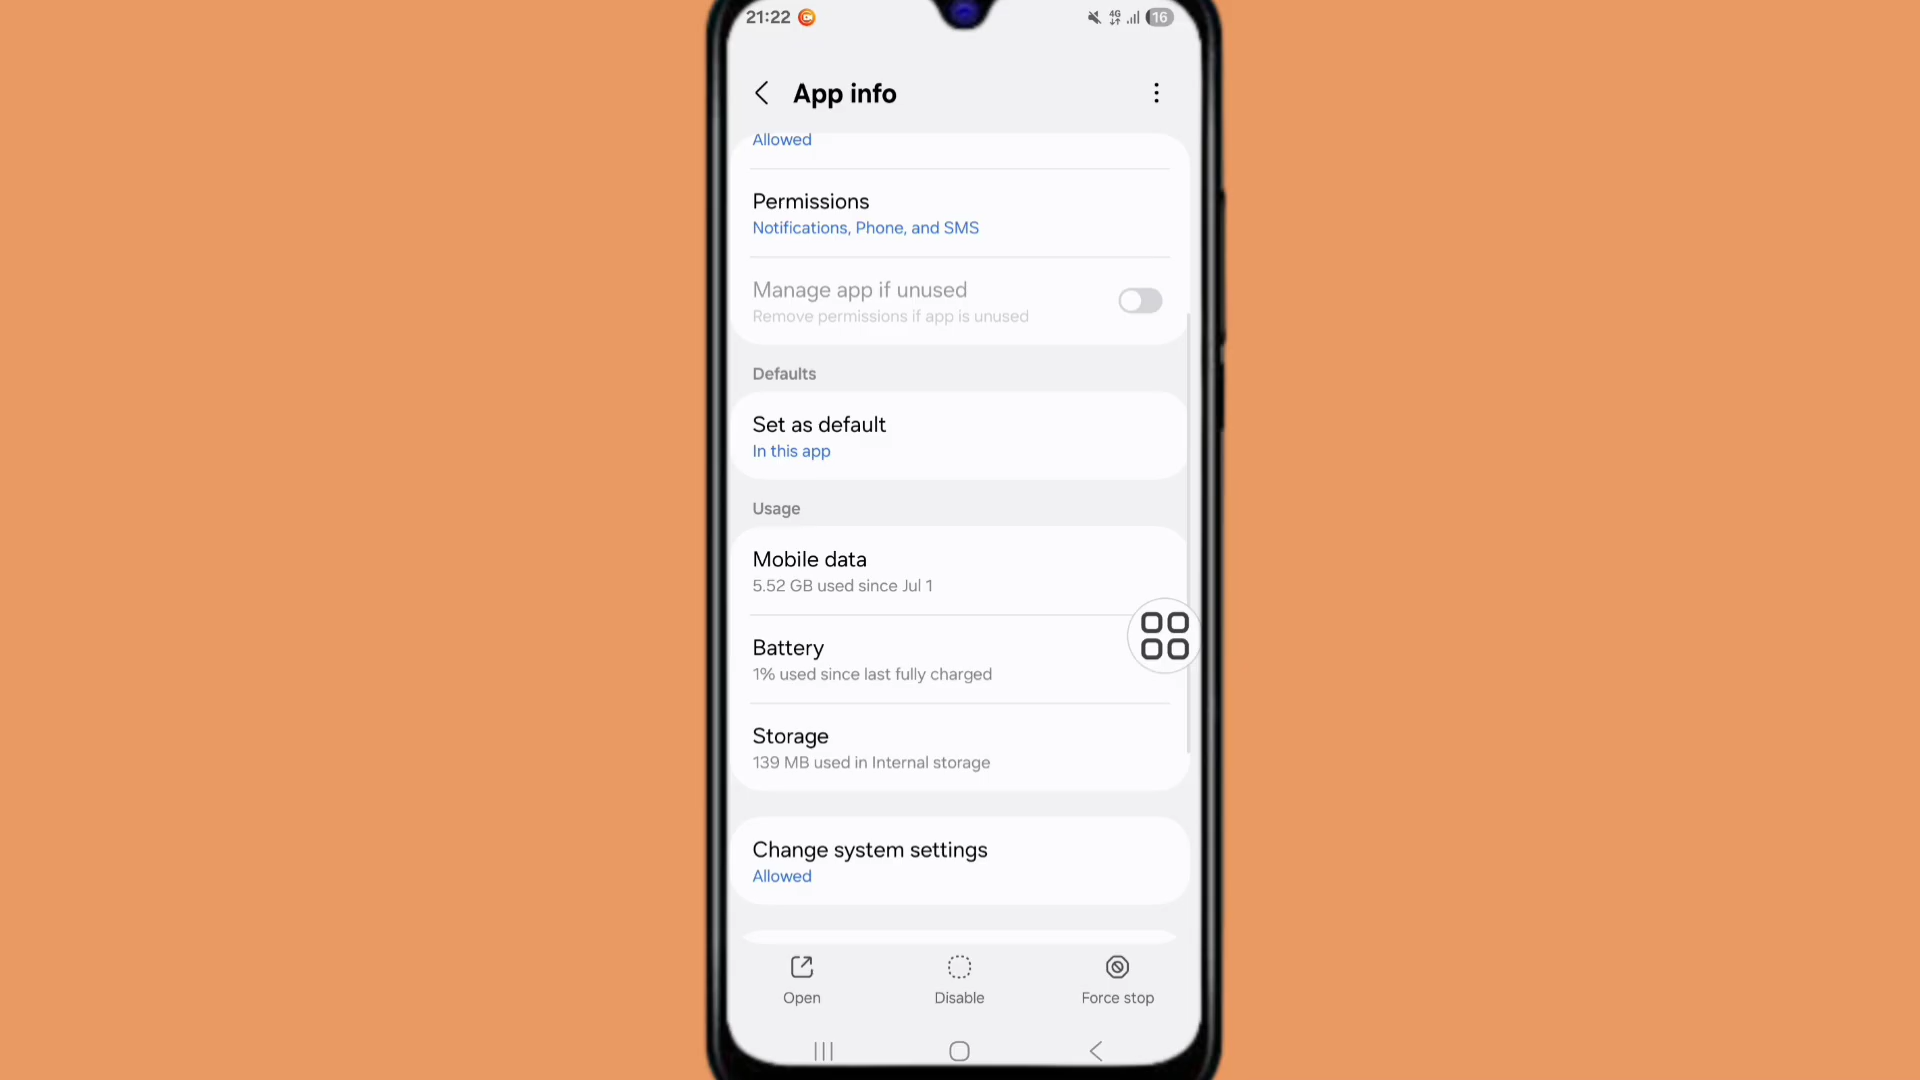 21:22
4G
16
App info
Allowed
Permissions
Notifications, Phone, and SMS
Manage app if unused
Remove permissions if app is unused
Defaults
Set as default
In this app
Usage
Mobile data
5.52 GB used since Jul 1
Battery
1% used since last fully charged
Storage
139 MB used in Internal storage
Change system settings
Allowed
Open
Disable
Force stop